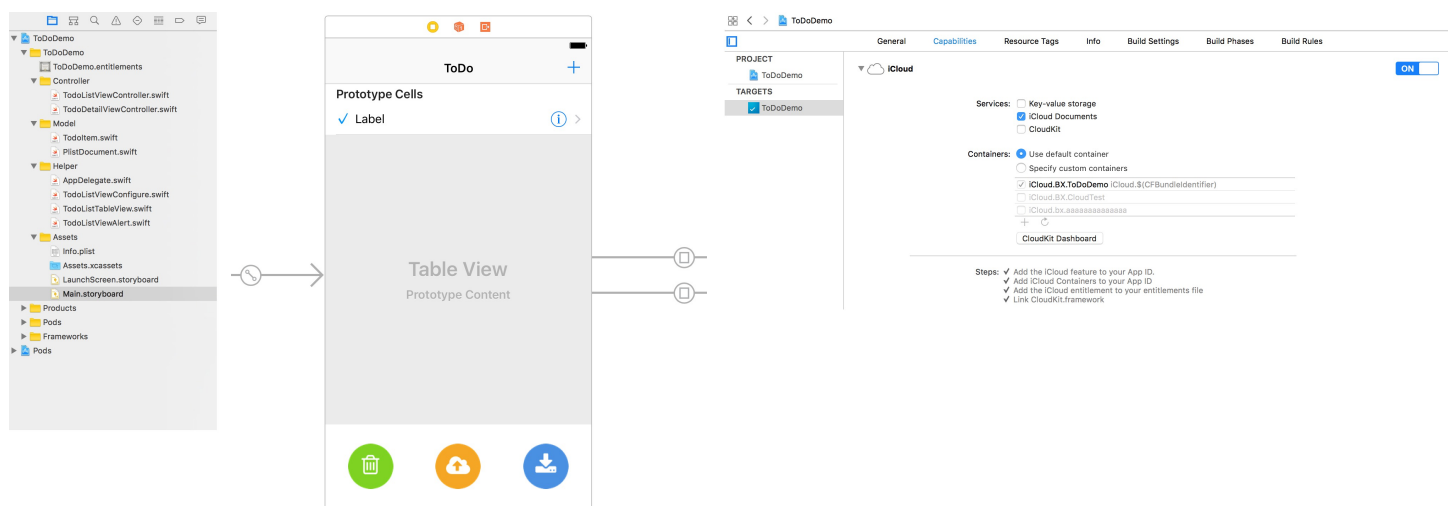 ToDoDemo
ToDoDemo
ToDoDemo.entitlements
Controller
TodoListViewController.swift
TodoDetailViewController.swift
Model
TodoItem.swift
PlistDocument.swift
Helper
AppDelegate.swift
TodoListViewConfigure.swift
TodoListTableView.swift
TodoListViewAlert.swift
Assets
Info.plist
Assets.xcassets
LaunchScreen.storyboard
Main.storyboard
Products
Pods
Frameworks
Pods
ToDo
Prototype Cells
Label
Table View
Prototype Content
ToDoDemo
General Capabilities Resource Tags Info Build Settings Build Phases Build Rules
PROJECT
ToDoDemo
TARGETS
ToDoDemo
iCloud ON
Services: Key-value storage
iCloud Documents
CloudKit
Containers: Use default container
Specify custom containers
iCloud.BX.ToDoDemo iCloud.$(CFBundleIdentifier)
iCloud.BX.CloudTest
iCloud.bx.aaaaaaaaaaaaaa
CloudKit Dashboard
Steps: ✓ Add the iCloud feature to your App ID.
✓ Add iCloud Containers to your App ID
✓ Add the iCloud entitlement to your entitlements file
✓ Link CloudKit.framework